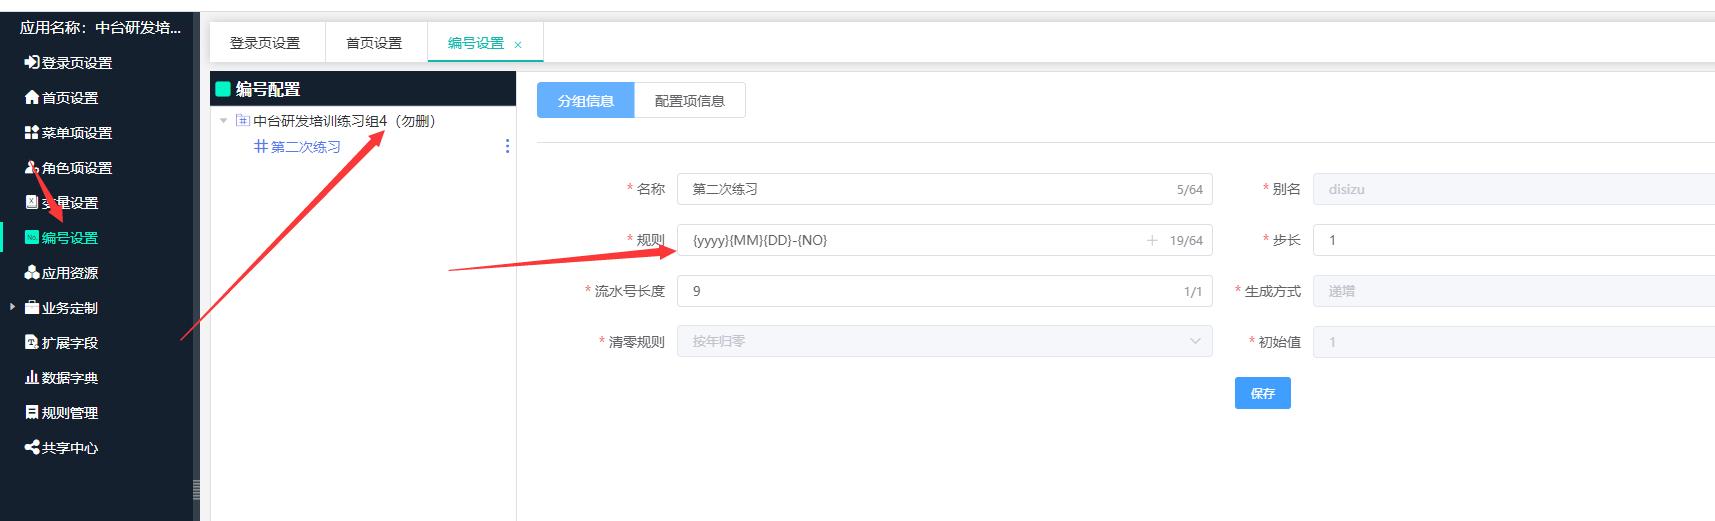 应用名称：中台研发培...
登录页设置
首页设置
菜单项设置
角色项设置
变量设置
编号设置
应用资源
业务定制
扩展字段
数据字典
规则管理
共享中心
登录页设置 首页设置 编号设置 ×
编号配置
中台研发培训练习组4（勿删）
第二次练习
分组信息 配置项信息
* 名称 第二次练习 5/64 * 别名 disizu
* 规则 {yyyy}{MM}{DD}-{NO} 19/64 * 步长 1
* 流水号长度 9 1/1 * 生成方式 递增
* 清零规则 按年归零 * 初始值 1
保存